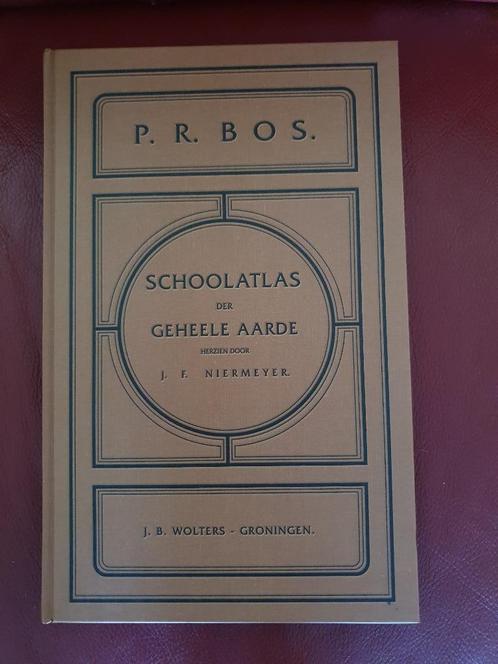 P. R. BOS.
SCHOOLATLAS
DER
GEHEELE AARDE
HERZIEN DOOR
J. F. NIERMEYER.
J. B. WOLTERS - GRONINGEN.